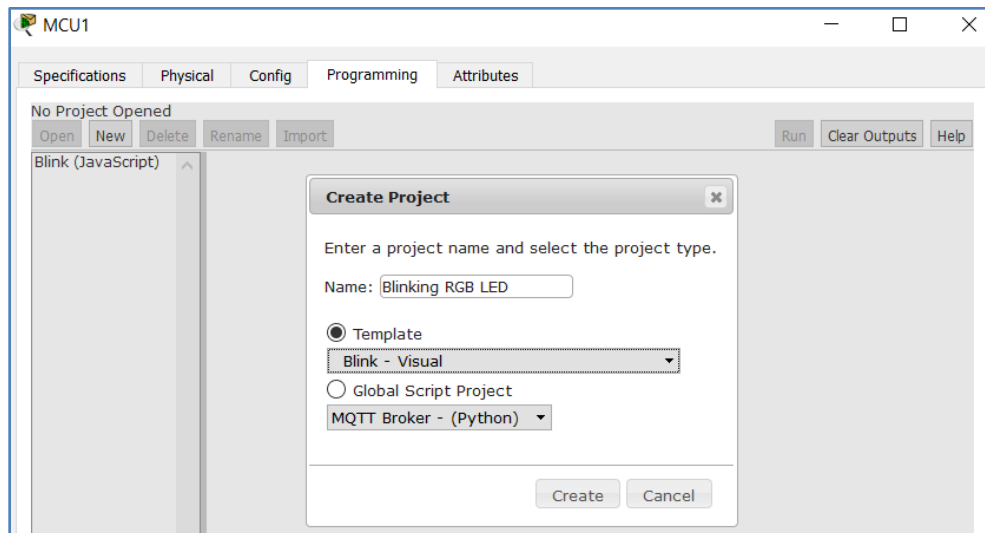 MCU1
Specifications Physical Config Programming Attributes
No Project Opened
Open New Delete Rename Import Run Clear Outputs Help
Blink (JavaScript)
Create Project
Enter a project name and select the project type.
Name: Blinking RGB LED
Template
Blink - Visual
Global Script Project
MQTT Broker - (Python)
Create Cancel